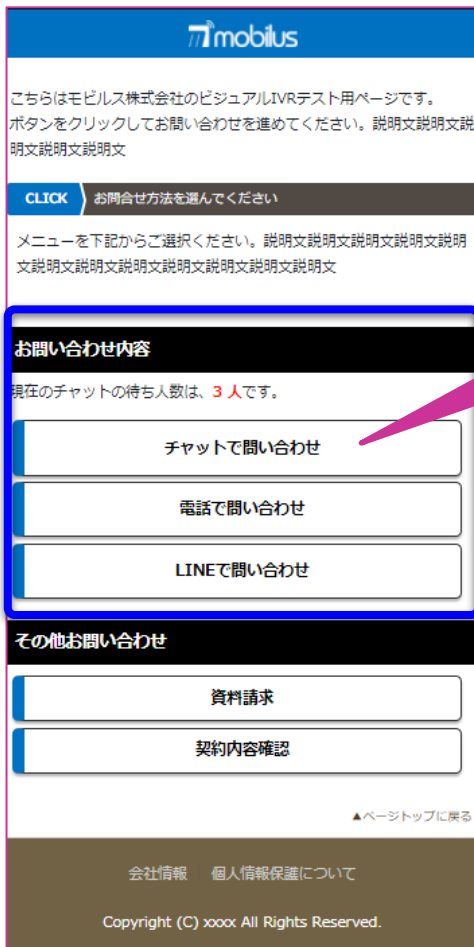 mobilus
こちらはモビルス株式会社のビジュアルIVRテスト用ページです。
ボタンをクリックしてお問い合わせを進めてください。説明文説明文説
明文説明文説明文
CLICK お問合せ方法を選んでください
メニューを下記からご選択ください。説明文説明文説明文説明文説明
文説明文説明文説明文説明文説明文説明文説明文
お問い合わせ内容
現在のチャットの待ち人数は、3 人です。
チャットで問い合わせ
電話で問い合わせ
LINEで問い合わせ
その他お問い合わせ
資料請求
契約内容確認
▲ページトップに戻る
会社情報 個人情報保護について
Copyright (C) xxxx All Rights Reserved.